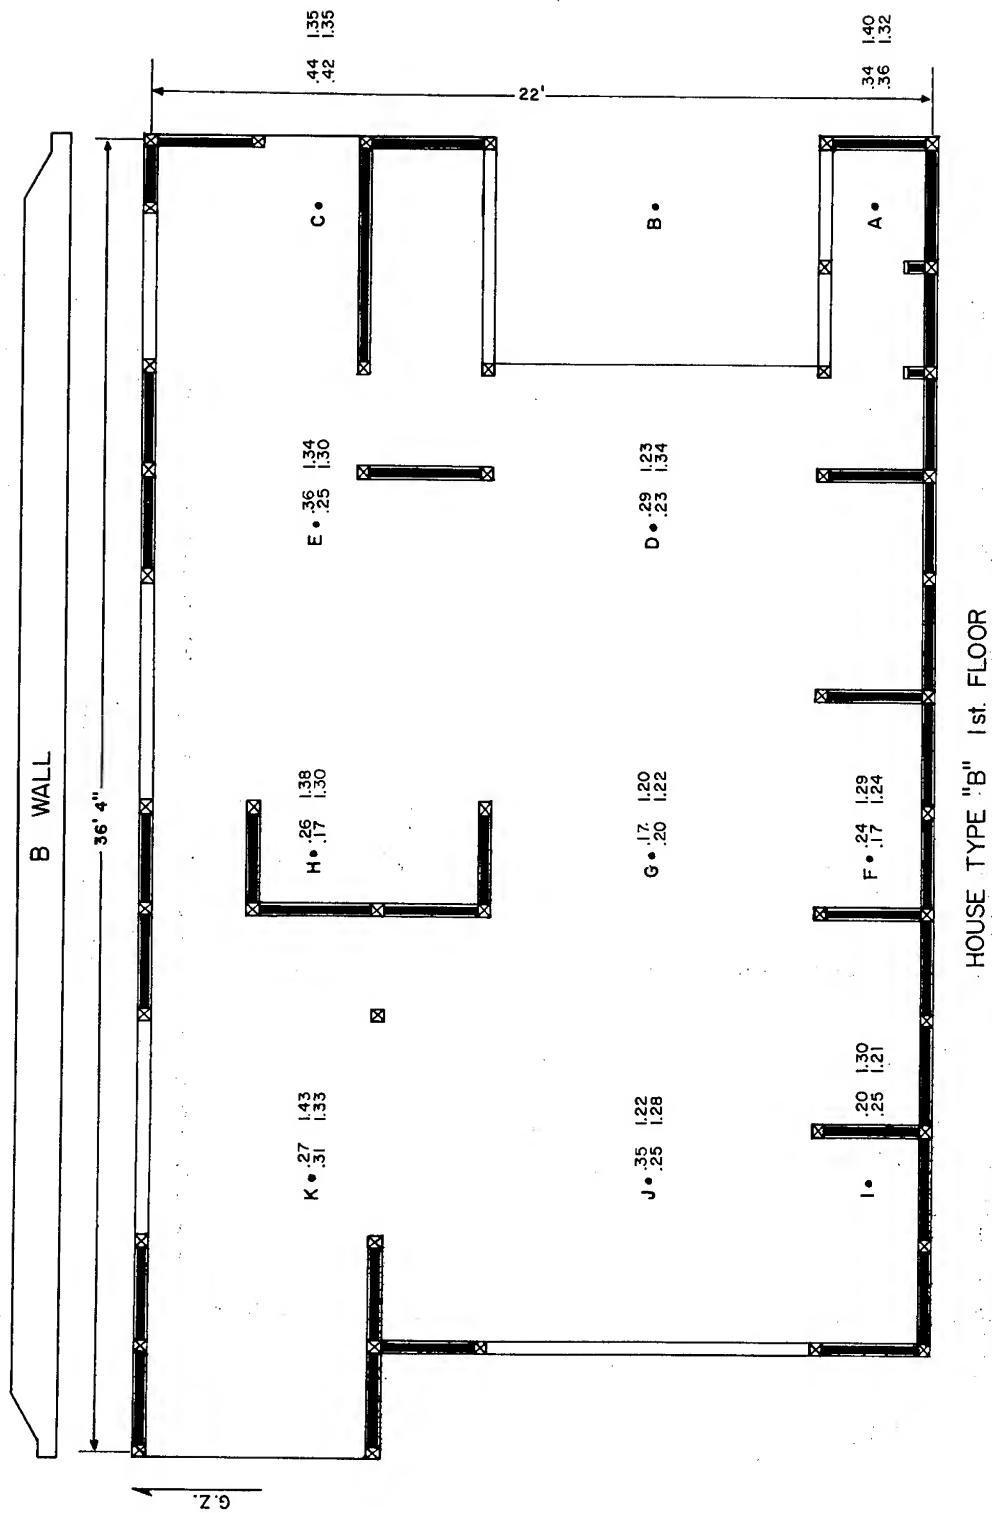 B WALL
36' 4"
G.Z.
22'
K • .27 1.43
.31 1.33
H • .26 1.38
.17 1.30
E • .36 1.34
.25 1.30
C • .44 1.35
.42 1.35
J • .35 1.22
.25 1.28
G • .17 1.20
.20 1.22
D • .29 1.23
.23 1.34
B •
I • .20 1.30
.25 1.21
F • .24 1.29
.17 1.24
A • .34 1.40
.36 1.32
HOUSE TYPE "B" 1st. FLOOR